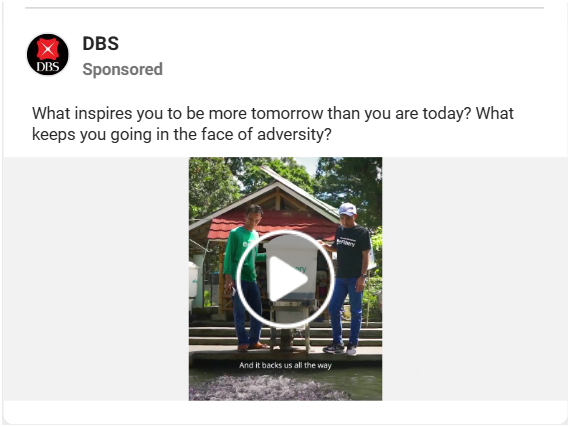 DBS
DBS
Sponsored
What inspires you to be more tomorrow than you are today? What
keeps you going in the face of adversity?
And it backs us all the way